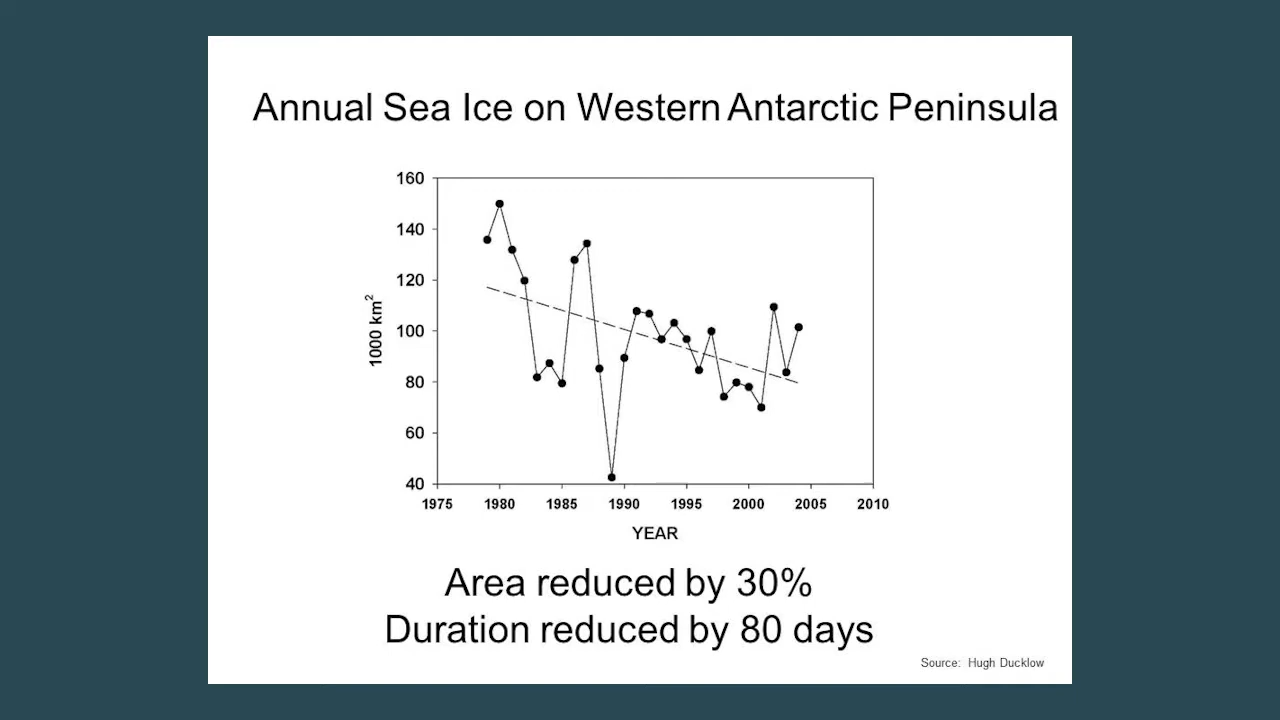 Annual Sea Ice on Western Antarctic Peninsula
160
140
120
100
80
60
40
1000 km²
1975 1980 1985 1990 1995 2000 2005 2010
YEAR
Area reduced by 30%
Duration reduced by 80 days
Source: Hugh Ducklow